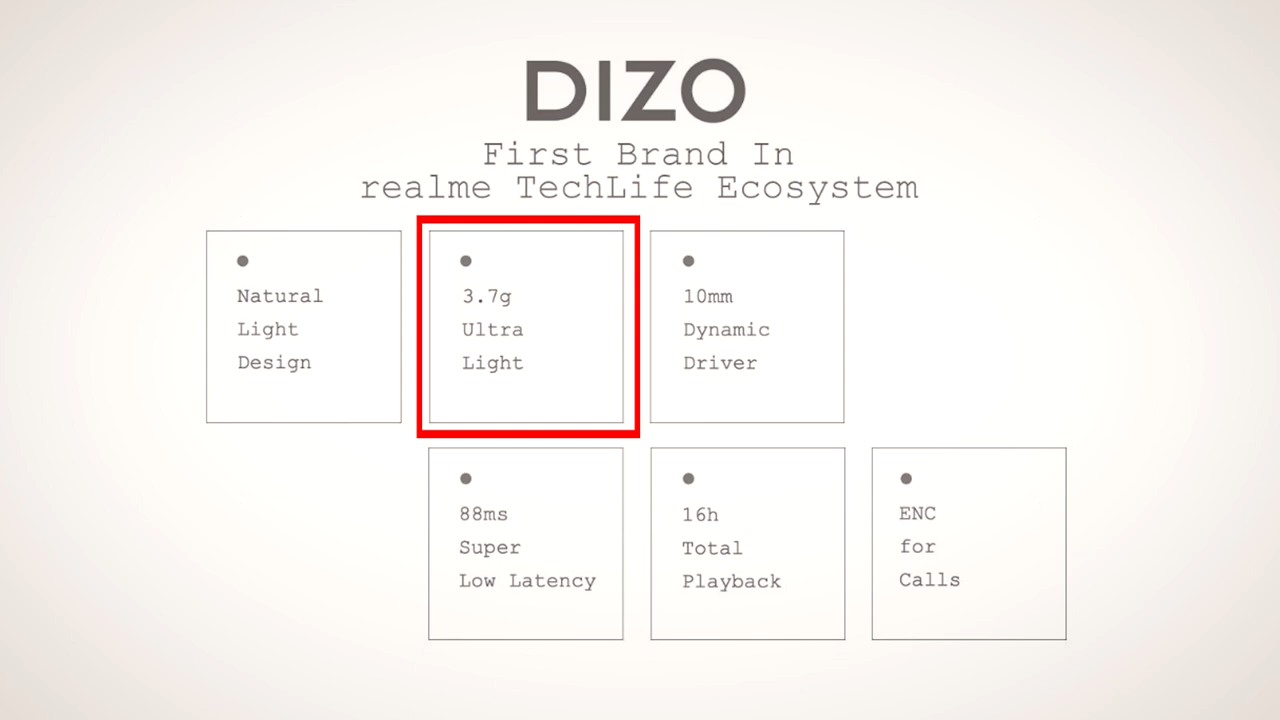 DIZO
First Brand In
realme TechLife Ecosystem
Natural
Light
Design
3.7g
Ultra
Light
10mm
Dynamic
Driver
88ms
Super
Low Latency
16h
Total
Playback
ENC
for
Calls